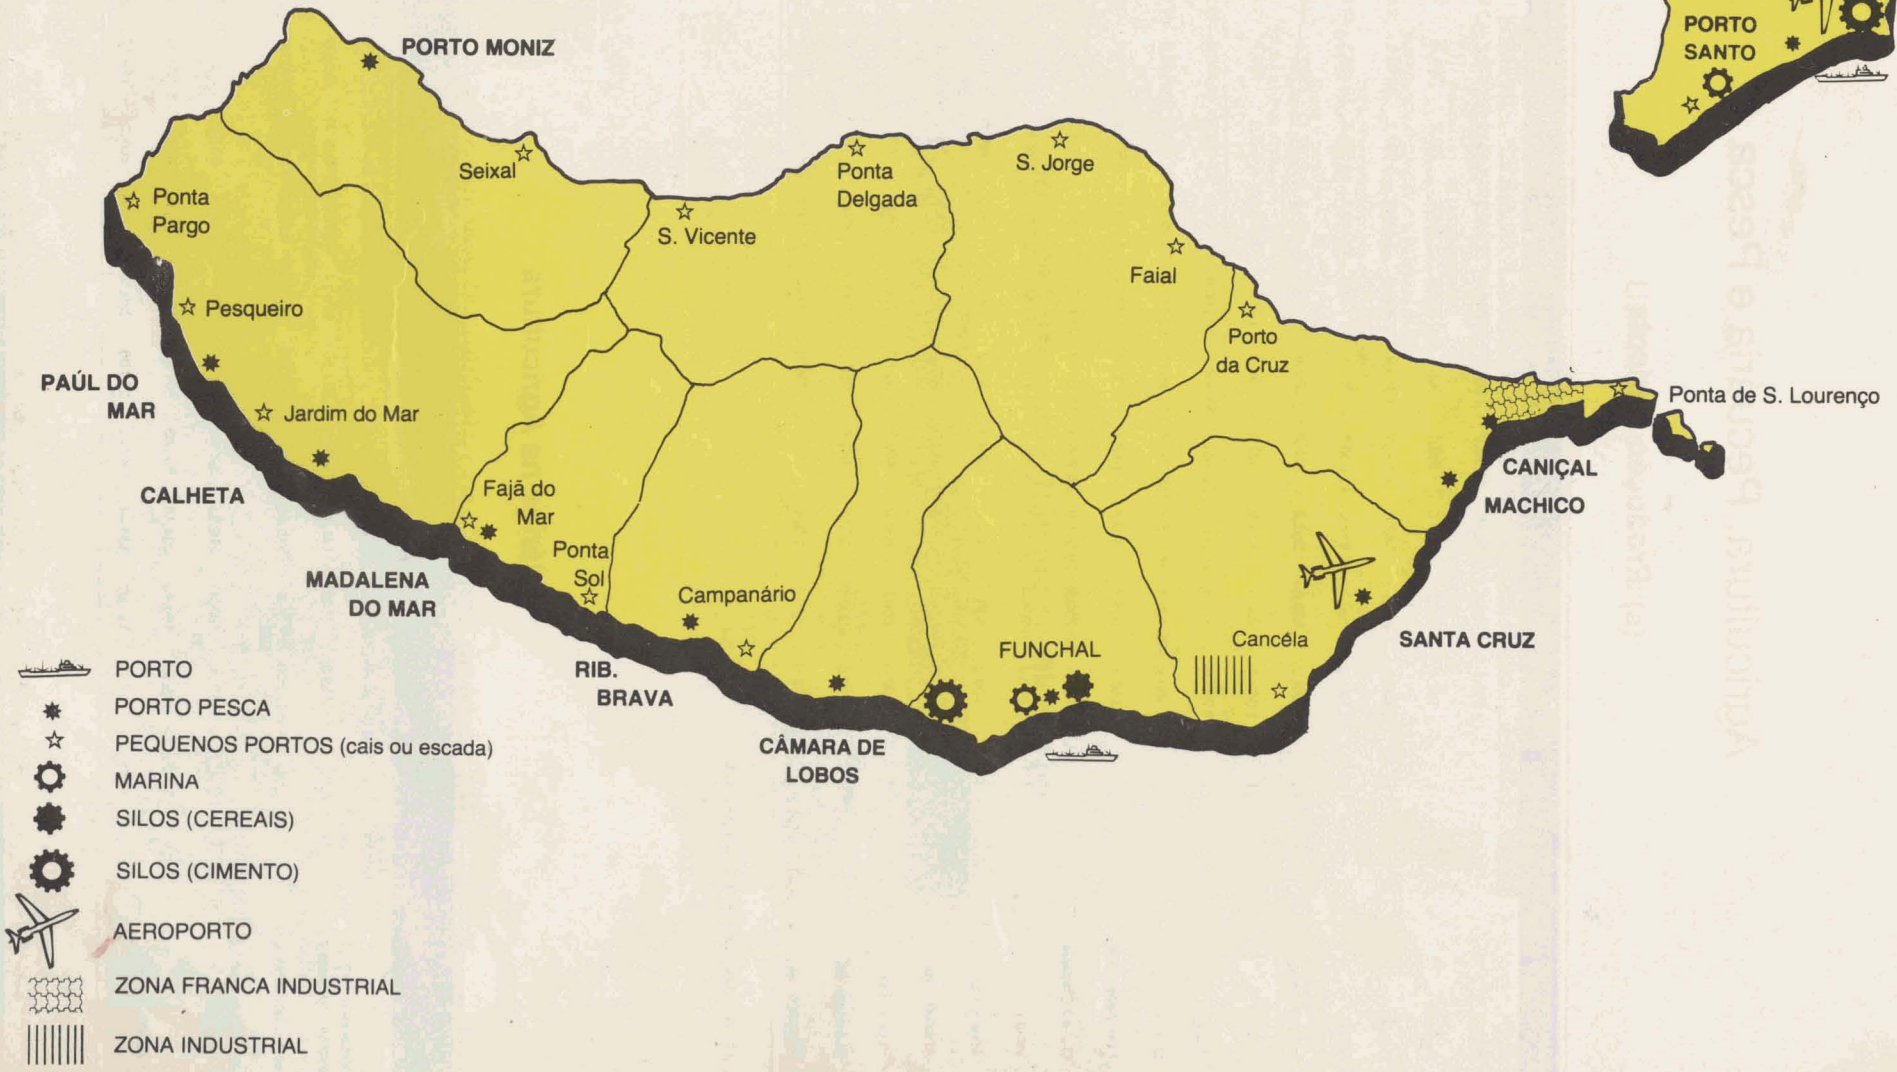 PORTO MONIZ
PORTO
SANTO
Seixal
Ponta
Delgada
S. Jorge
Ponta
Pargo
S. Vicente
Faial
Pesqueiro
Porto
da Cruz
PAÚL DO
MAR
Jardim do Mar
Ponta de S. Lourenço
CALHETA
CANIÇAL
MACHICO
Fajã do
Mar
Ponta
Sol
MADALENA
DO MAR
Campanário
FUNCHAL
Cancéla
SANTA CRUZ
RIB.
BRAVA
CÂMARA DE
LOBOS
PORTO
PORTO PESCA
PEQUENOS PORTOS (cais ou escada)
MARINA
SILOS (CEREAIS)
SILOS (CIMENTO)
AEROPORTO
ZONA FRANCA INDUSTRIAL
ZONA INDUSTRIAL